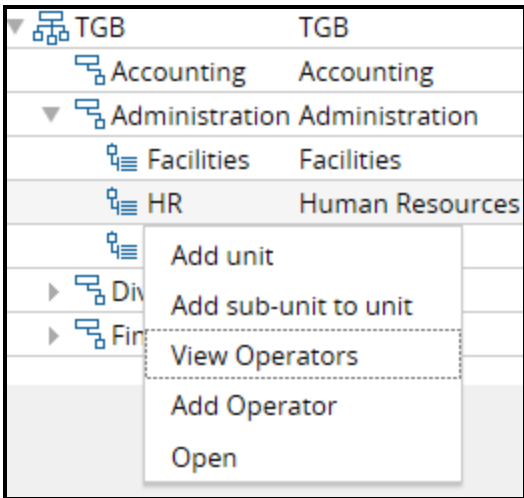 TGB TGB
Accounting Accounting
Administration Administration
Facilities Facilities
HR Human Resources
Add unit
Add sub-unit to unit
View Operators
Add Operator
Open